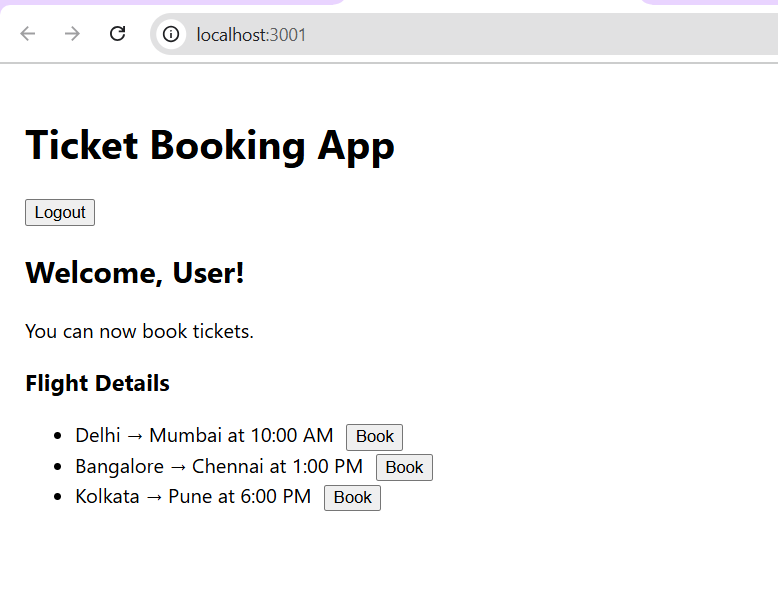 localhost:3001
Ticket Booking App
Logout
Welcome, User!
You can now book tickets.
Flight Details
• Delhi → Mumbai at 10:00 AM Book
• Bangalore → Chennai at 1:00 PM Book
• Kolkata → Pune at 6:00 PM Book